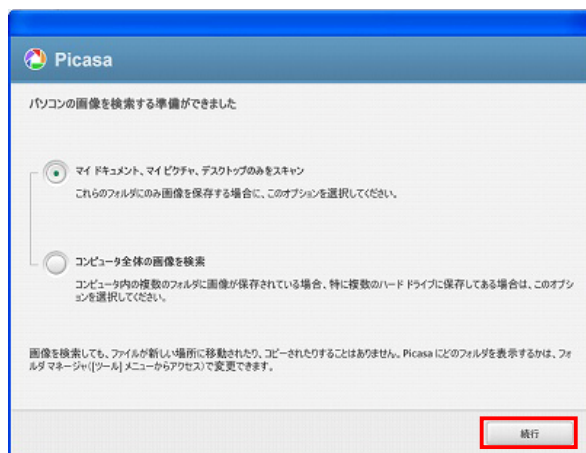 Picasa
パソコンの画像を検索する準備ができました
マイ ドキュメント、マイ ピクチャ、デスクトップのみをスキャン
これらのフォルダにのみ画像を保存する場合に、このオプションを選択してください。
コンピュータ全体の画像を検索
コンピュータ内の複数のフォルダに画像が保存されている場合、特に複数のハード ドライブに保存してある場合は、このオプシ
ョンを選択してください。
画像を検索しても、ファイルが新しい場所に移動されたり、コピーされたりすることはありません。Picasa にどのフォルダを表示するかは、フォ
ルダ マネージャ([ツール] メニューからアクセス)で変更できます。
続行